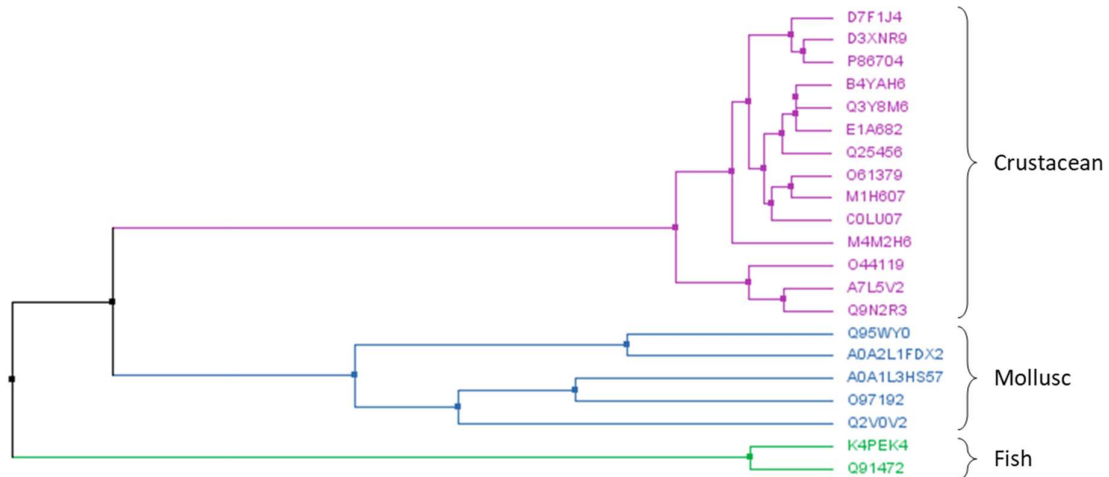 D7F1J4
D3XNR9
P86704
B4YAH6
Q3Y8M6
E1A682
Q25456
O61379
M1H607
C0LU07
M4M2H6
O44119
A7L5V2
Q9N2R3
Crustacean
Q95WY0
A0A2L1FDX2
A0A1L3HS57
O97192
Q2V0V2
Mollusc
K4PEK4
Q91472
Fish